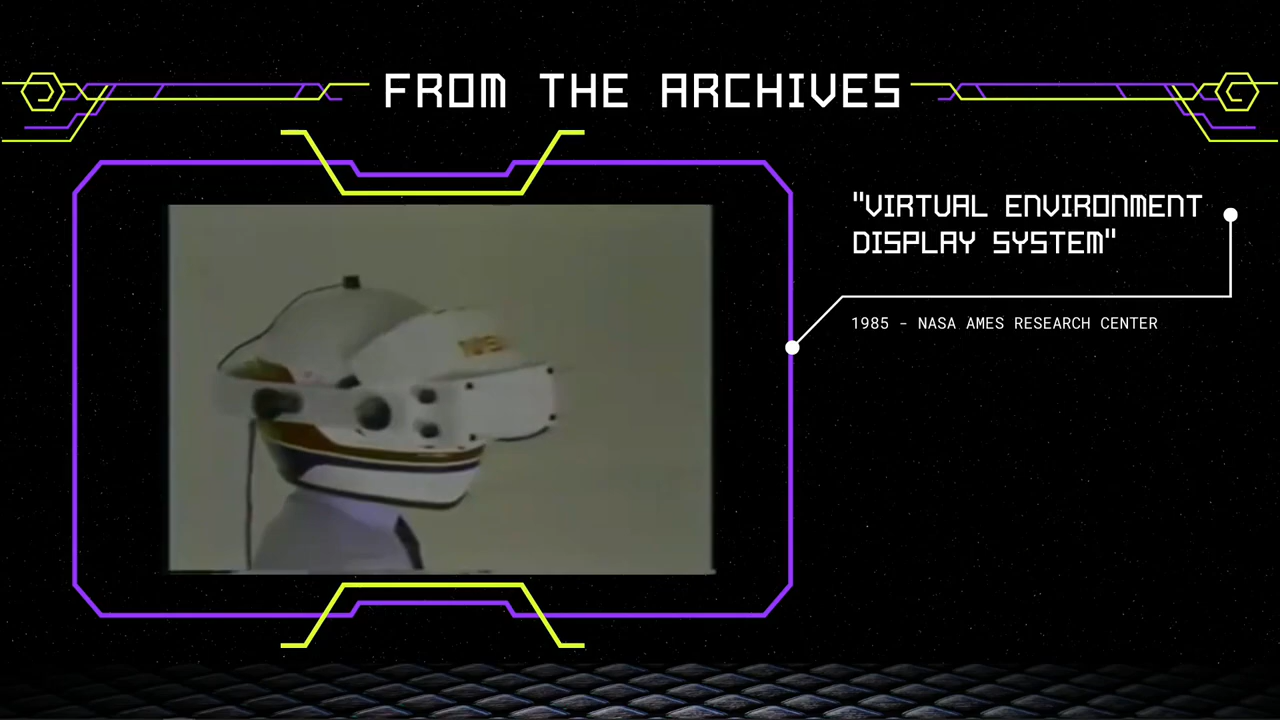 FROM THE ARCHIVES
"VIRTUAL ENVIRONMENT
DISPLAY SYSTEM"
1985 - NASA AMES RESEARCH CENTER